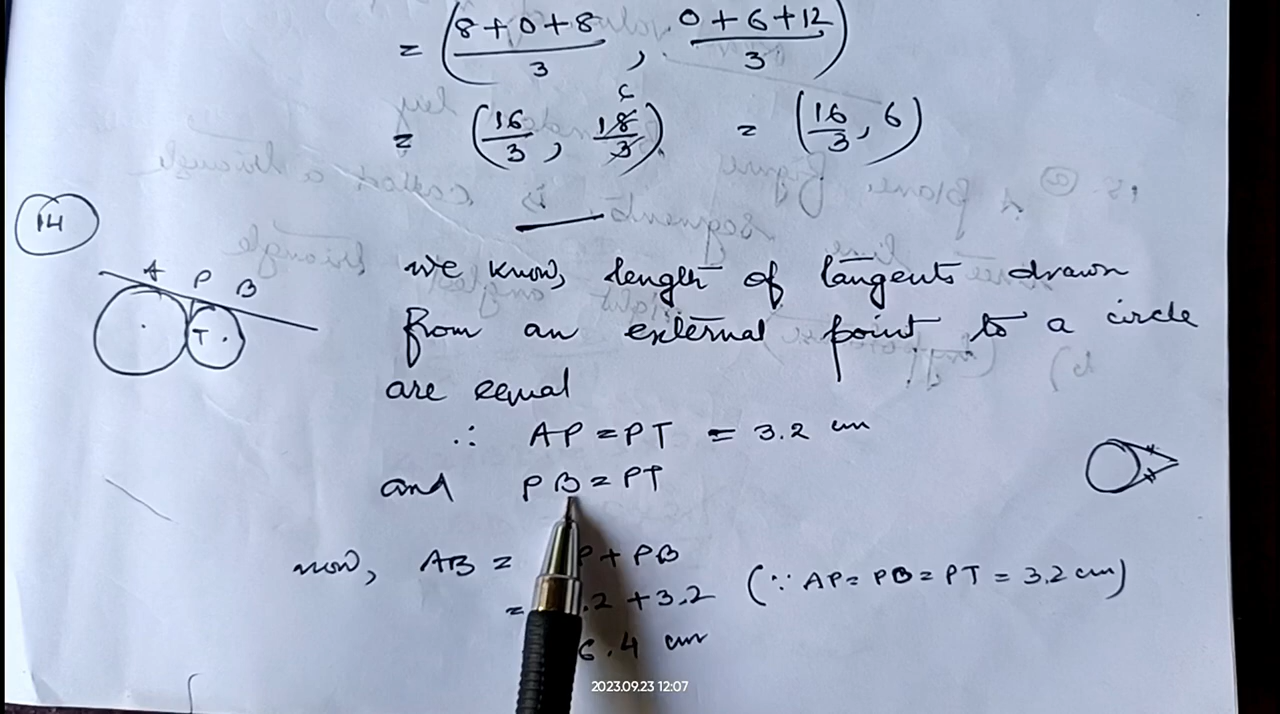 = (8+0+8/3, 0+6+12/3)
= (16/3, 18/3) 6 = (16/3, 6)
14
A P B
T
We know, length of tangents drawn
from an external point to a circle
are equal
∴ AP = PT = 3.2 cm
and PB = PT
now, AB = P + PB
= .2 + 3.2 (∵ AP = PB = PT = 3.2 cm)
6.4 cm
2023.09.23 12:07